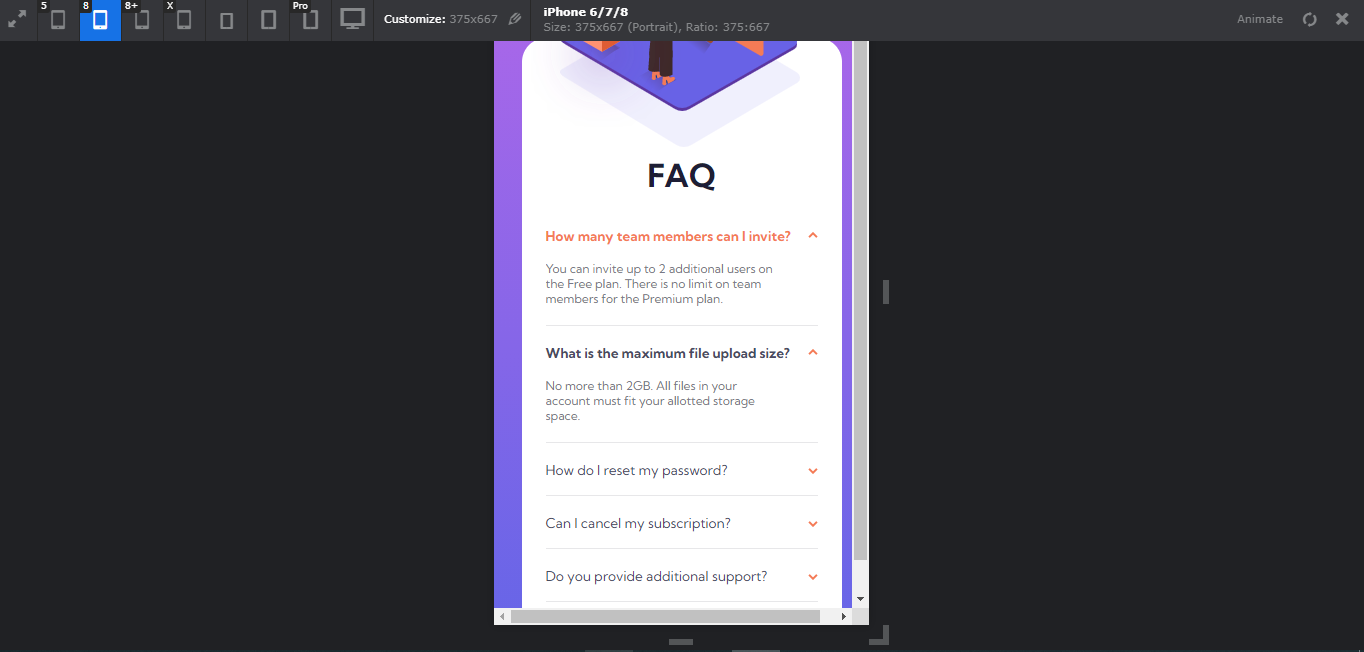 5
8
8+
X
Pro
Customize: 375x667
iPhone 6/7/8
Size: 375x667 (Portrait), Ratio: 375:667
Animate
FAQ
How many team members can I invite?
You can invite up to 2 additional users on
the Free plan. There is no limit on team
members for the Premium plan.
What is the maximum file upload size?
No more than 2GB. All files in your
account must fit your allotted storage
space.
How do I reset my password?
Can I cancel my subscription?
Do you provide additional support?